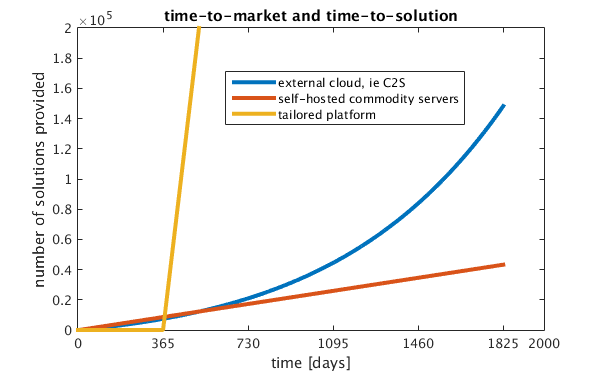 time-to-market and time-to-solution
×10^5
2
1.8
1.6
1.4
1.2
1
0.8
0.6
0.4
0.2
0
number of solutions provided
external cloud, ie C2S
self-hosted commodity servers
tailored platform
0 365 730 1095 1460 1825 2000
time [days]